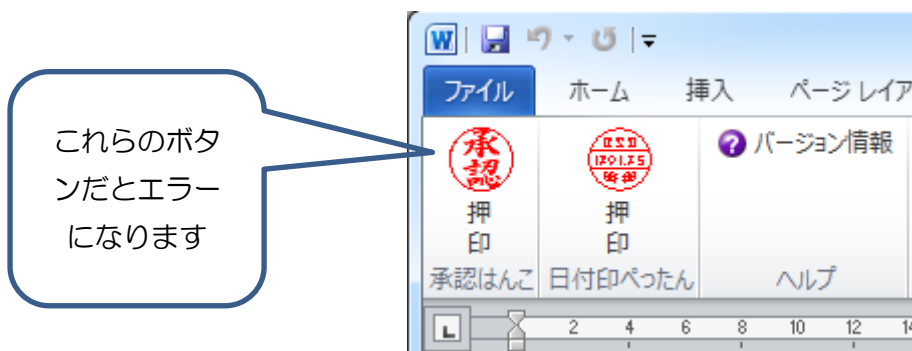 ファイル ホーム 挿入 ページ レイア
これらのボタ
ンだとエラー
になります
承認
押
印
承認はんこ
押
印
日付印ぺったん
バージョン情報
ヘルプ
2 4 6 8 10 12 14